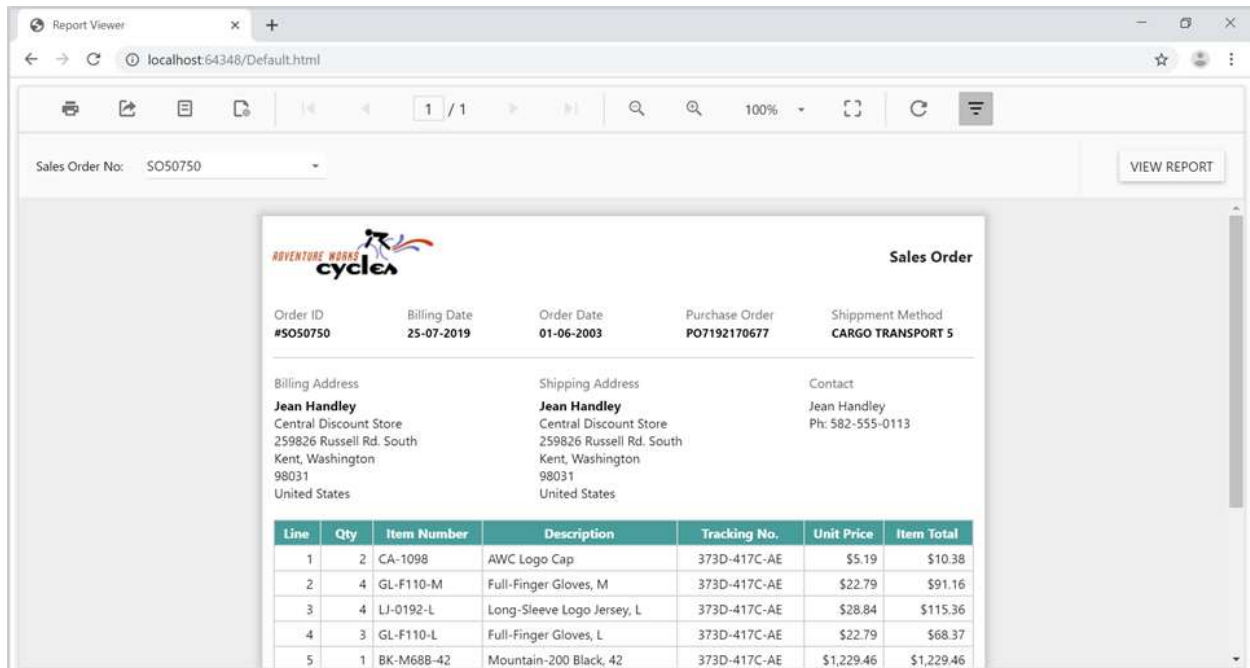 Report Viewer
localhost:64348/Default.html
1 / 1
100%
Sales Order No: SO50750
VIEW REPORT
ADVENTURE WORKS
cycles
Sales Order
Order ID Billing Date Order Date Purchase Order Shippment Method
#SO50750 25-07-2019 01-06-2003 PO7192170677 CARGO TRANSPORT 5
Billing Address Shipping Address Contact
Jean Handley Jean Handley Jean Handley
Central Discount Store Central Discount Store Ph: 582-555-0113
259826 Russell Rd. South 259826 Russell Rd. South
Kent, Washington Kent, Washington
98031 98031
United States United States
Line Qty Item Number Description Tracking No. Unit Price Item Total
1 2 CA-1098 AWC Logo Cap 373D-417C-AE $5.19 $10.38
2 4 GL-F110-M Full-Finger Gloves, M 373D-417C-AE $22.79 $91.16
3 4 LJ-0192-L Long-Sleeve Logo Jersey, L 373D-417C-AE $28.84 $115.36
4 3 GL-F110-L Full-Finger Gloves, L 373D-417C-AE $22.79 $68.37
5 1 BK-M68B-42 Mountain-200 Black, 42 373D-417C-AE $1,229.46 $1,229.46